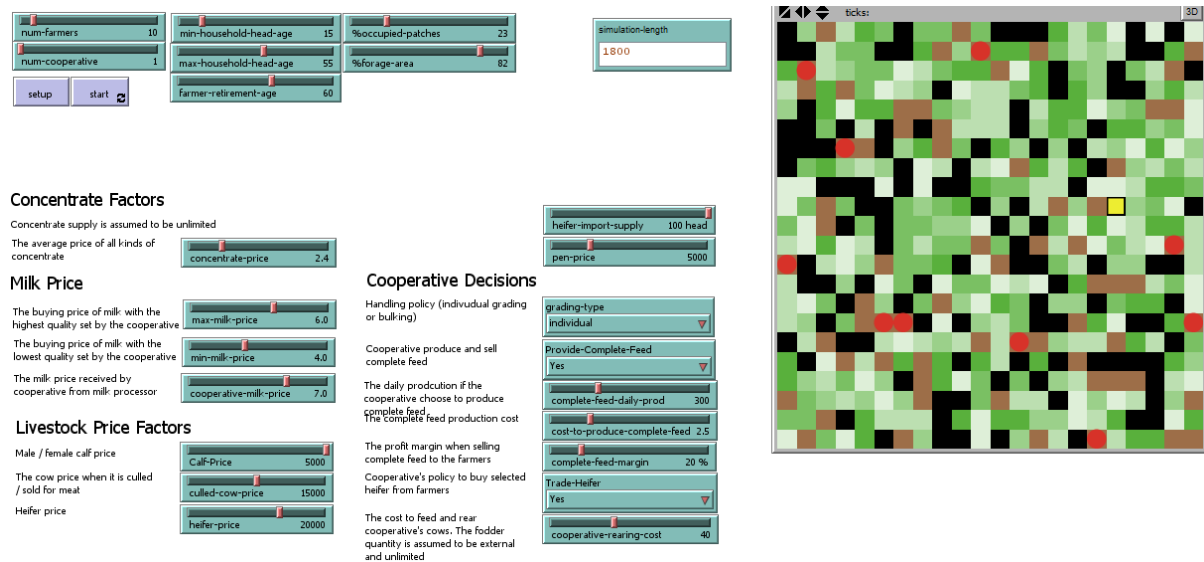 num-farmers 10
min-household-head-age 15
%occupied-patches 23
simulation-length
1800
ticks:
3D
num-cooperative 1
max-household-head-age 55
%forage-area 82
setup
start
farmer-retirement-age 60
Concentrate Factors
Concentrate supply is assumed to be unlimited
The average price of all kinds of
concentrate
concentrate-price 2.4
Milk Price
The buying price of milk with the
highest quality set by the cooperative
max-milk-price 6.0
The buying price of milk with the
lowest quality set by the cooperative
min-milk-price 4.0
The milk price received by
cooperative from milk processor
cooperative-milk-price 7.0
Livestock Price Factors
Male / female calf price
Calf-Price 5000
The cow price when it is culled
/ sold for meat
culled-cow-price 15000
Heifer price
heifer-price 20000
heifer-import-supply 100 head
pen-price 5000
Cooperative Decisions
Handling policy (indivudual grading
or bulking)
grading-type
individual
Cooperative produce and sell
complete feed
Provide-Complete-Feed
Yes
The daily prodcution if the
cooperative choose to produce
complete feed
complete-feed-daily-prod 300
The complete feed production cost
cost-to-produce-complete-feed 2.5
The profit margin when selling
complete feed to the farmers
complete-feed-margin 20 %
Cooperative's policy to buy selected
heifer from farmers
Trade-Heifer
Yes
The cost to feed and rear
cooperative's cows. The fodder
quantity is assumed to be external
and unlimited
cooperative-rearing-cost 40